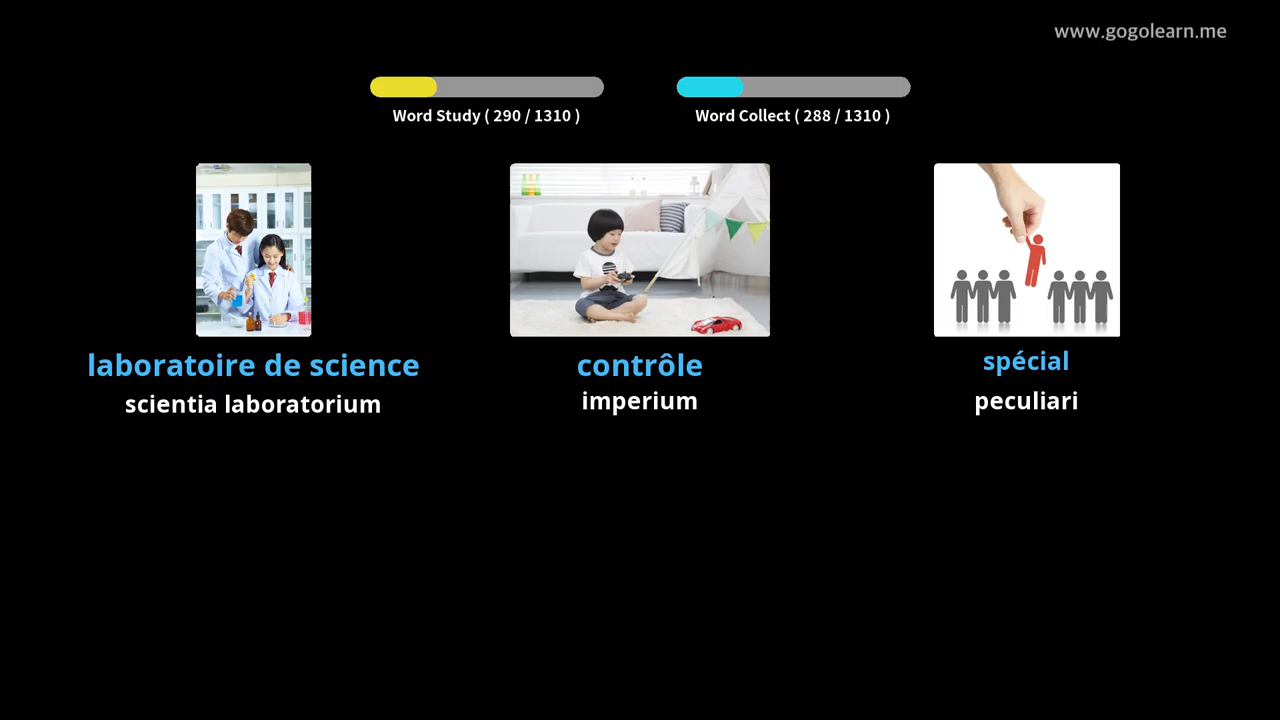 www.gogolearn.me
Word Study ( 290 / 1310 )
Word Collect ( 288 / 1310 )
laboratoire de science
scientia laboratorium
contrôle
imperium
spécial
peculiari